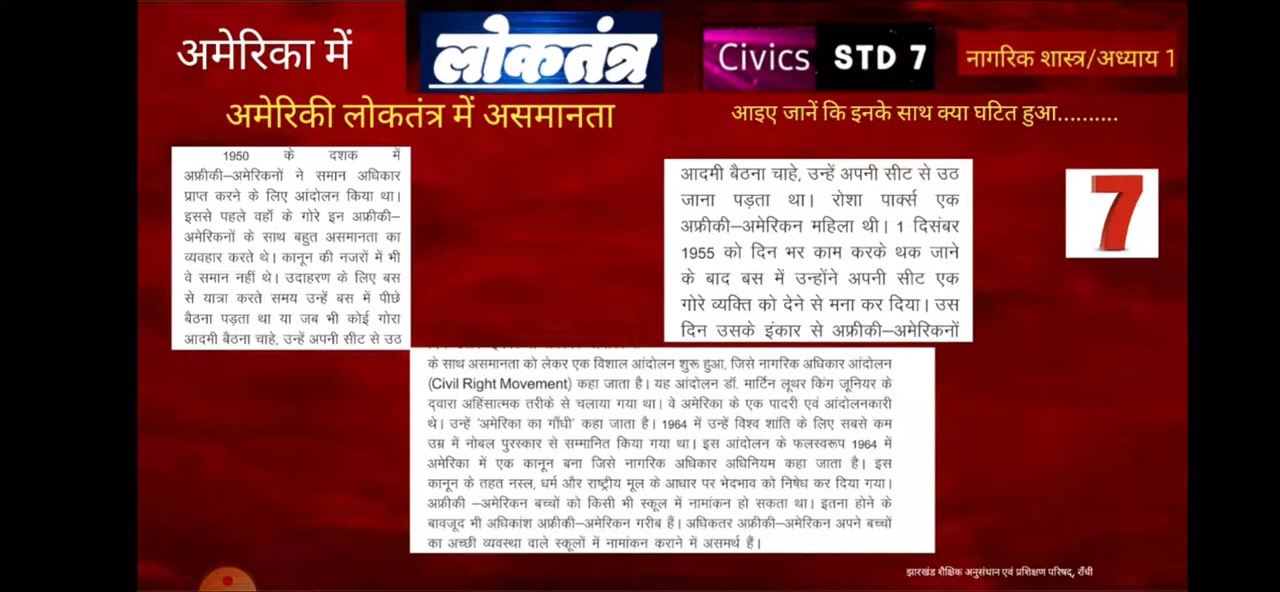 अमेरिका में
लोकतंत्र
Civics STD 7
नागरिक शास्त्र/अध्याय 1
अमेरिकी लोकतंत्र में असमानता
आइए जानें कि इनके साथ क्या घटित हुआ..........
1950 के दशक में
अफ्रीकी–अमेरिकनों ने समान अधिकार
प्राप्त करने के लिए आंदोलन किया था।
इससे पहले वहाँ के गोरे इन अफ्रीकी–
अमेरिकनों के साथ बहुत असमानता का
व्यवहार करते थे। कानून की नजरों में भी
वे समान नहीं थे। उदाहरण के लिए बस
से यात्रा करते समय उन्हें बस में पीछे
बैठना पड़ता था या जब भी कोई गोरा
आदमी बैठना चाहे, उन्हें अपनी सीट से उठ
आदमी बैठना चाहे, उन्हें अपनी सीट से उठ
जाना पड़ता था। रोशा पार्क्स एक
अफ्रीकी–अमेरिकन महिला थी। 1 दिसंबर
1955 को दिन भर काम करके थक जाने
के बाद बस में उन्होंने अपनी सीट एक
गोरे व्यक्ति को देने से मना कर दिया। उस
दिन उसके इंकार से अफ्रीकी–अमेरिकनों
7
के साथ असमानता को लेकर एक विशाल आंदोलन शुरू हुआ, जिसे नागरिक अधिकार आंदोलन
(Civil Right Movement) कहा जाता है। यह आंदोलन डॉ. मार्टिन लूथर किंग जूनियर के
द्वारा अहिंसात्मक तरीके से चलाया गया था। वे अमेरिका के एक पादरी एवं आंदोलनकारी
थे। उन्हें 'अमेरिका का गाँधी' कहा जाता है। 1964 में उन्हें विश्व शांति के लिए सबसे कम
उम्र में नोबल पुरस्कार से सम्मानित किया गया था। इस आंदोलन के फलस्वरूप 1964 में
अमेरिका में एक कानून बना जिसे नागरिक अधिकार अधिनियम कहा जाता है। इस
कानून के तहत नस्ल, धर्म और राष्ट्रीय मूल के आधार पर भेदभाव को निषेध कर दिया गया।
अफ्रीकी –अमेरिकन बच्चों को किसी भी स्कूल में नामांकन हो सकता था। इतना होने के
बावजूद भी अधिकांश अफ्रीकी–अमेरिकन गरीब हैं। अधिकतर अफ्रीकी–अमेरिकन अपने बच्चों
का अच्छी व्यवस्था वाले स्कूलों में नामांकन कराने में असमर्थ हैं।
झारखंड शैक्षिक अनुसंधान एवं प्रशिक्षण परिषद्, राँची